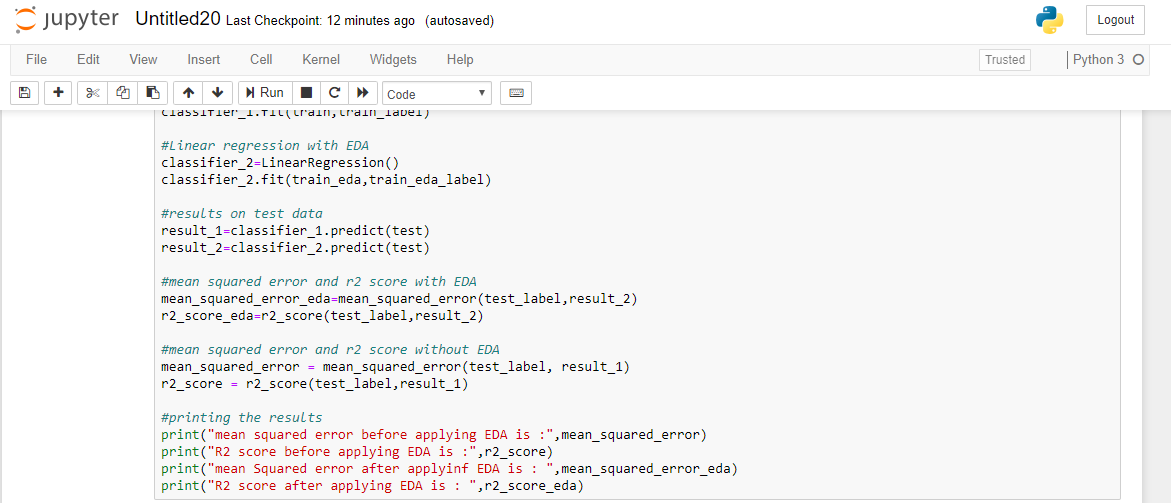 jupyter Untitled20 Last Checkpoint: 12 minutes ago (autosaved) Logout
File Edit View Insert Cell Kernel Widgets Help Trusted Python 3
Run Code
classifier_1.fit(train,train_label)
#Linear regression with EDA
classifier_2=LinearRegression()
classifier_2.fit(train_eda,train_eda_label)
#results on test data
result_1=classifier_1.predict(test)
result_2=classifier_2.predict(test)
#mean squared error and r2 score with EDA
mean_squared_error_eda=mean_squared_error(test_label,result_2)
r2_score_eda=r2_score(test_label,result_2)
#mean squared error and r2 score without EDA
mean_squared_error = mean_squared_error(test_label, result_1)
r2_score = r2_score(test_label,result_1)
#printing the results
print("mean squared error before applying EDA is :",mean_squared_error)
print("R2 score before applying EDA is :",r2_score)
print("mean Squared error after applyinf EDA is : ",mean_squared_error_eda)
print("R2 score after applying EDA is : ",r2_score_eda)